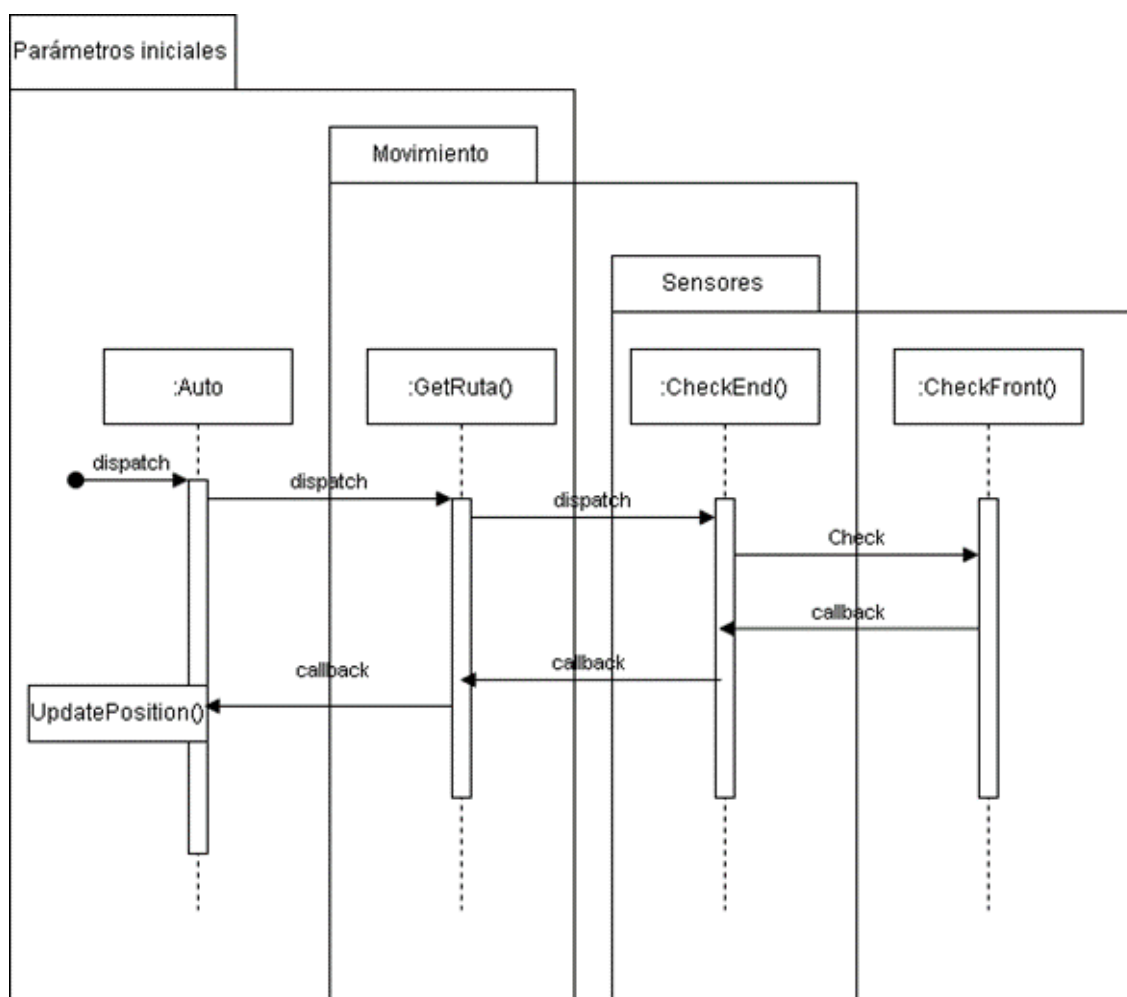 Parámetros iniciales
Movimiento
Sensores
:Auto
:GetRuta()
:CheckEnd()
:CheckFront()
dispatch
dispatch
dispatch
Check
callback
callback
callback
UpdatePosition()